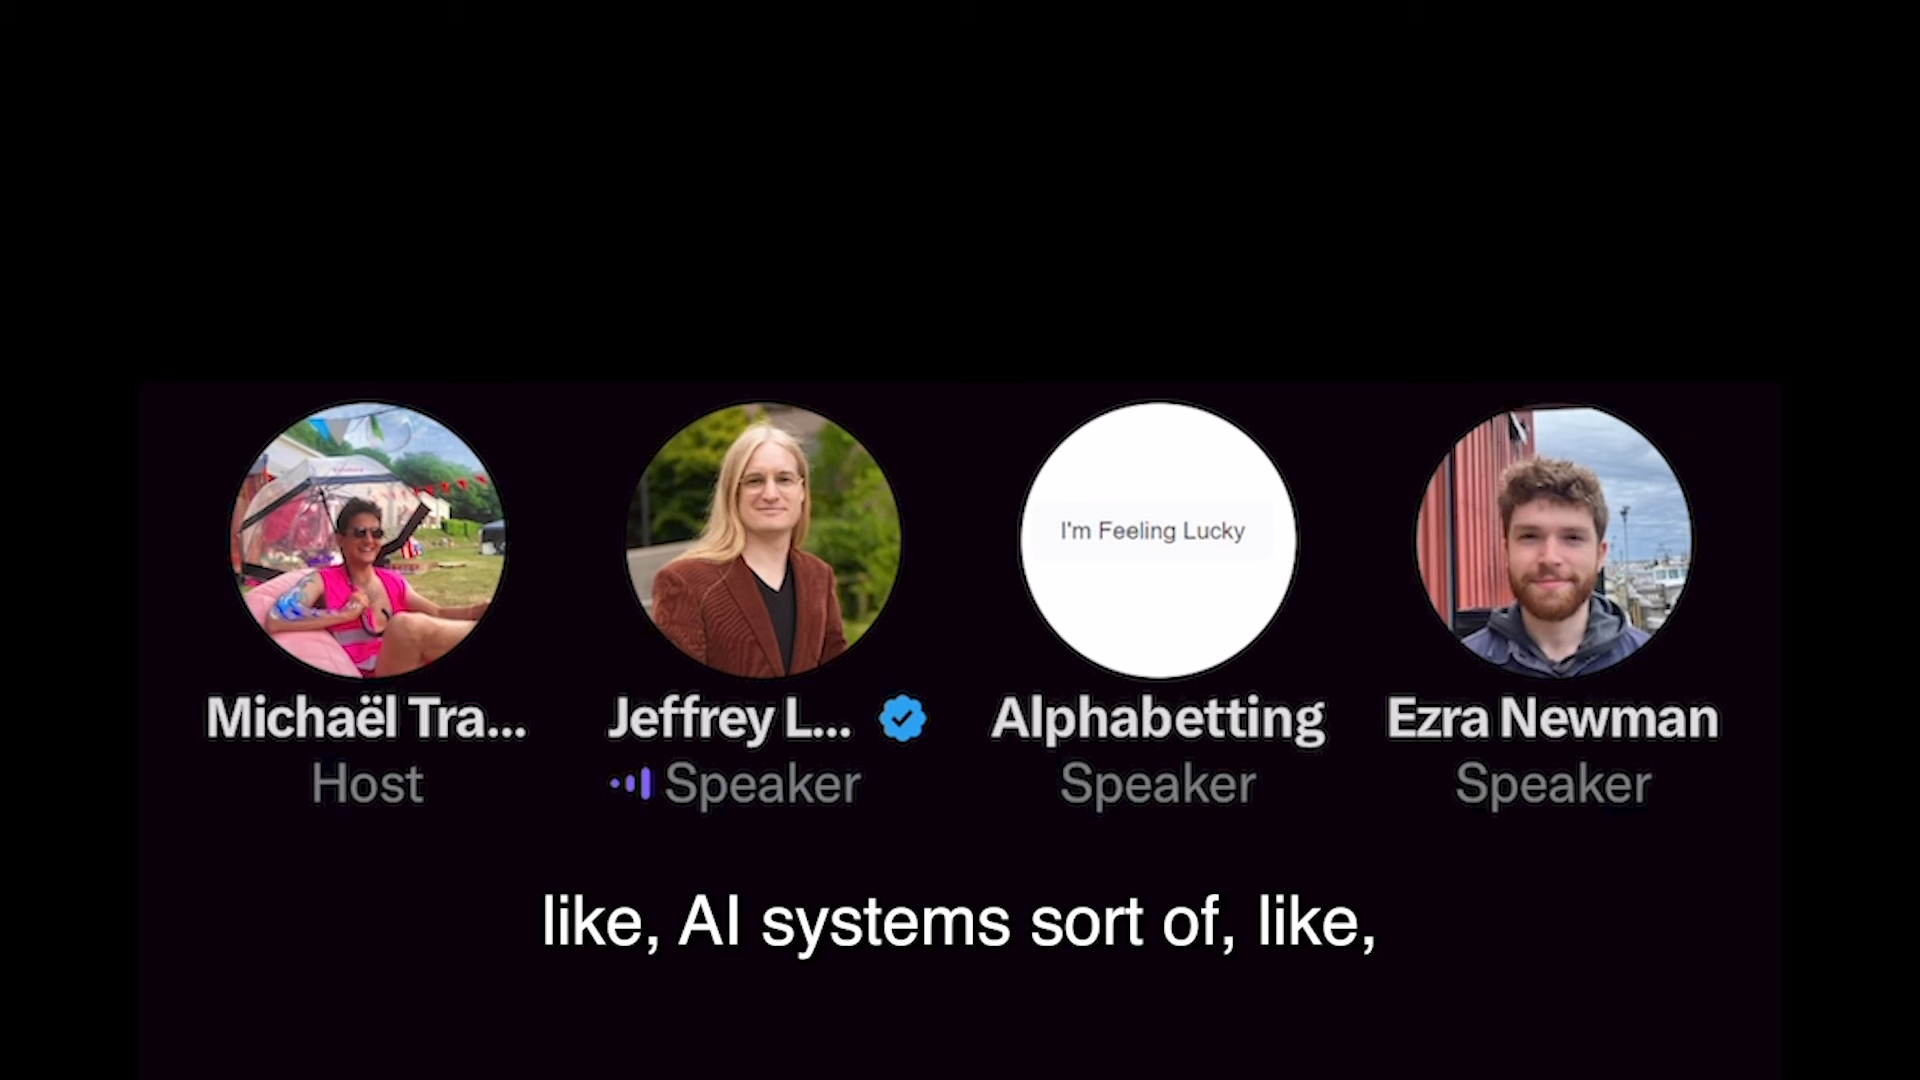 I'm Feeling Lucky
Michaël Tra...
Jeffrey L...
Alphabetting
Ezra Newman
Host
Speaker
Speaker
Speaker
like, AI systems sort of, like,